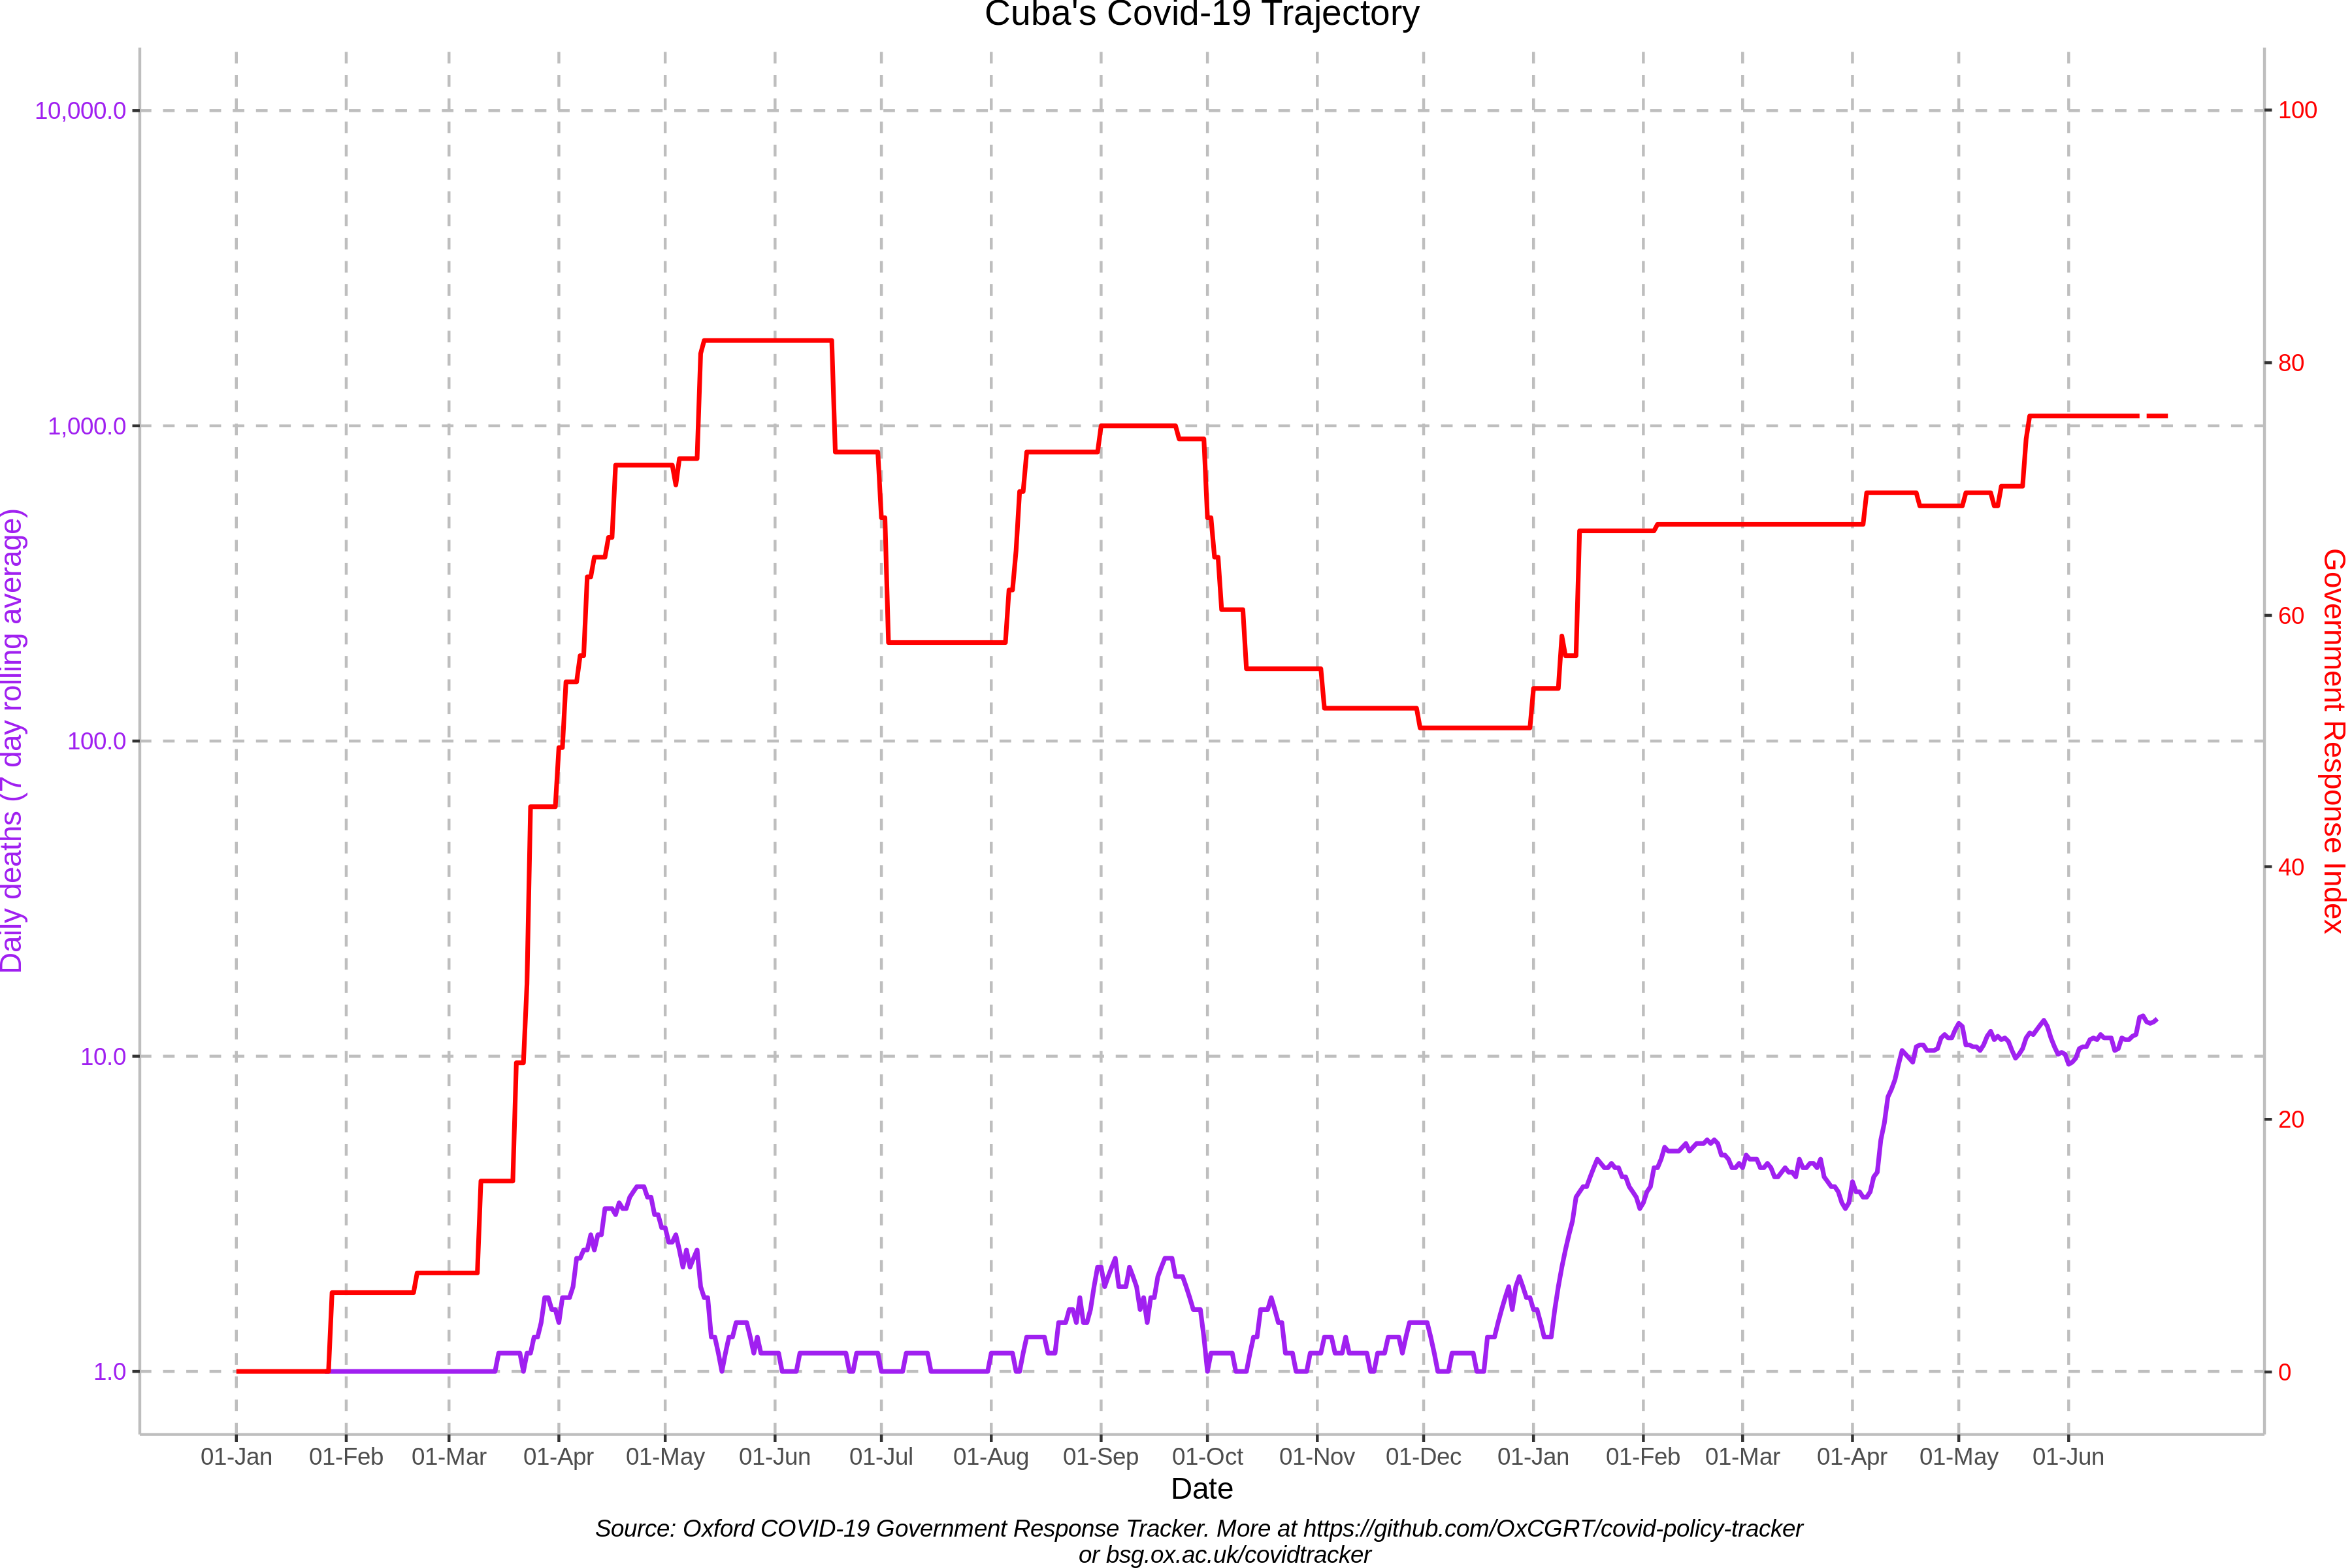 Cuba's Covid-19 Trajectory
10,000.0
1,000.0
100.0
10.0
1.0
Daily deaths (7 day rolling average)
100
80
60
40
20
0
Government Response Index
01-Jan 01-Feb 01-Mar 01-Apr 01-May 01-Jun 01-Jul 01-Aug 01-Sep 01-Oct 01-Nov 01-Dec 01-Jan 01-Feb 01-Mar 01-Apr 01-May 01-Jun
Date
Source: Oxford COVID-19 Government Response Tracker. More at https://github.com/OxCGRT/covid-policy-tracker
or bsg.ox.ac.uk/covidtracker